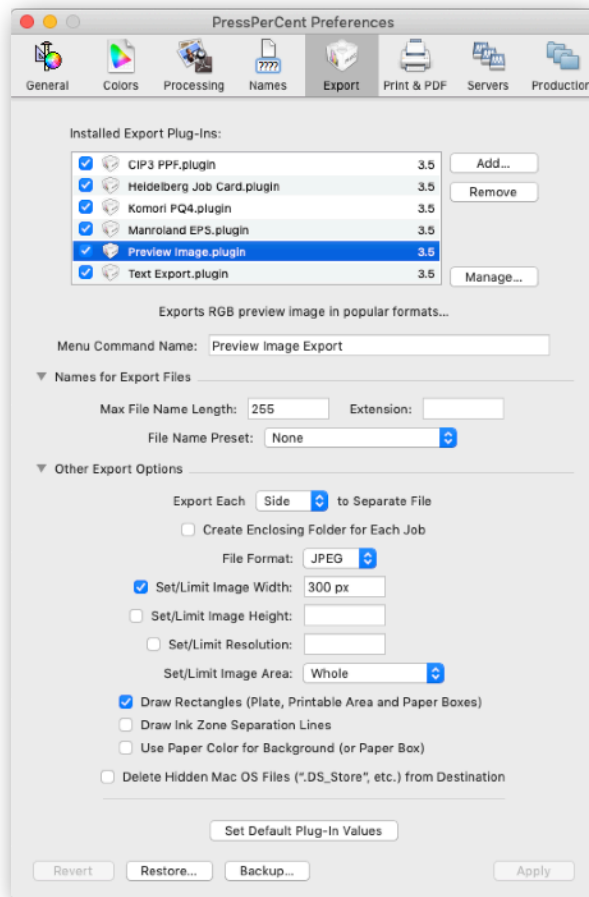 PressPerCent Preferences
General Colors Processing Names Export Print & PDF Servers Production
????
Installed Export Plug-Ins:
CIP3 PPF.plugin 3.5 Add...
Heidelberg Job Card.plugin 3.5 Remove
Komori PQ4.plugin 3.5
Manroland EPS.plugin 3.5
Preview Image.plugin 3.5
Text Export.plugin 3.5 Manage...
Exports RGB preview image in popular formats...
Menu Command Name: Preview Image Export
Names for Export Files
Max File Name Length: 255 Extension:
File Name Preset: None
Other Export Options
Export Each Side to Separate File
Create Enclosing Folder for Each Job
File Format: JPEG
Set/Limit Image Width: 300 px
Set/Limit Image Height:
Set/Limit Resolution:
Set/Limit Image Area: Whole
Draw Rectangles (Plate, Printable Area and Paper Boxes)
Draw Ink Zone Separation Lines
Use Paper Color for Background (or Paper Box)
Delete Hidden Mac OS Files (“.DS_Store”, etc.) from Destination
Set Default Plug-In Values
Revert Restore... Backup... Apply